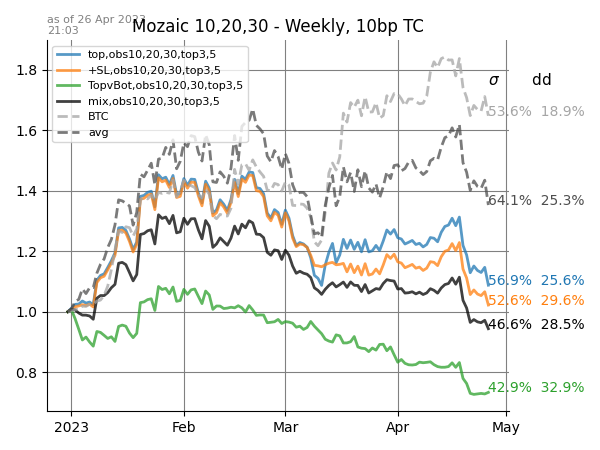 as of 26 Apr 2023
21:03
Mozaic 10,20,30 - Weekly, 10bp TC
top,obs10,20,30,top3,5
+SL,obs10,20,30,top3,5
TopvBot,obs10,20,30,top3,5
mix,obs10,20,30,top3,5
BTC
avg
σ dd
53.6% 18.9%
64.1% 25.3%
56.9% 25.6%
52.6% 29.6%
46.6% 28.5%
42.9% 32.9%
1.8
1.6
1.4
1.2
1.0
0.8
2023 Feb Mar Apr May